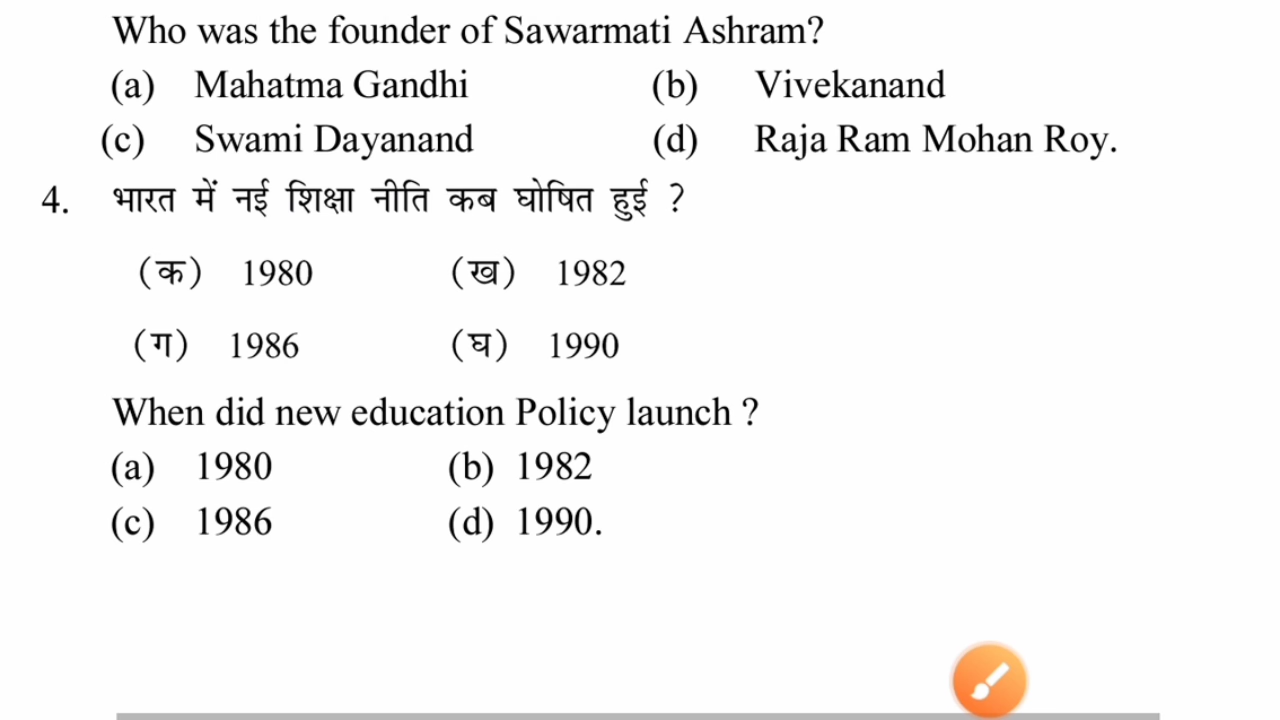 Who was the founder of Sawarmati Ashram?
(a) Mahatma Gandhi (b) Vivekanand
(c) Swami Dayanand (d) Raja Ram Mohan Roy.
4. भारत में नई शिक्षा नीति कब घोषित हुई ?
(क) 1980 (ख) 1982
(ग) 1986 (घ) 1990
When did new education Policy launch ?
(a) 1980 (b) 1982
(c) 1986 (d) 1990.